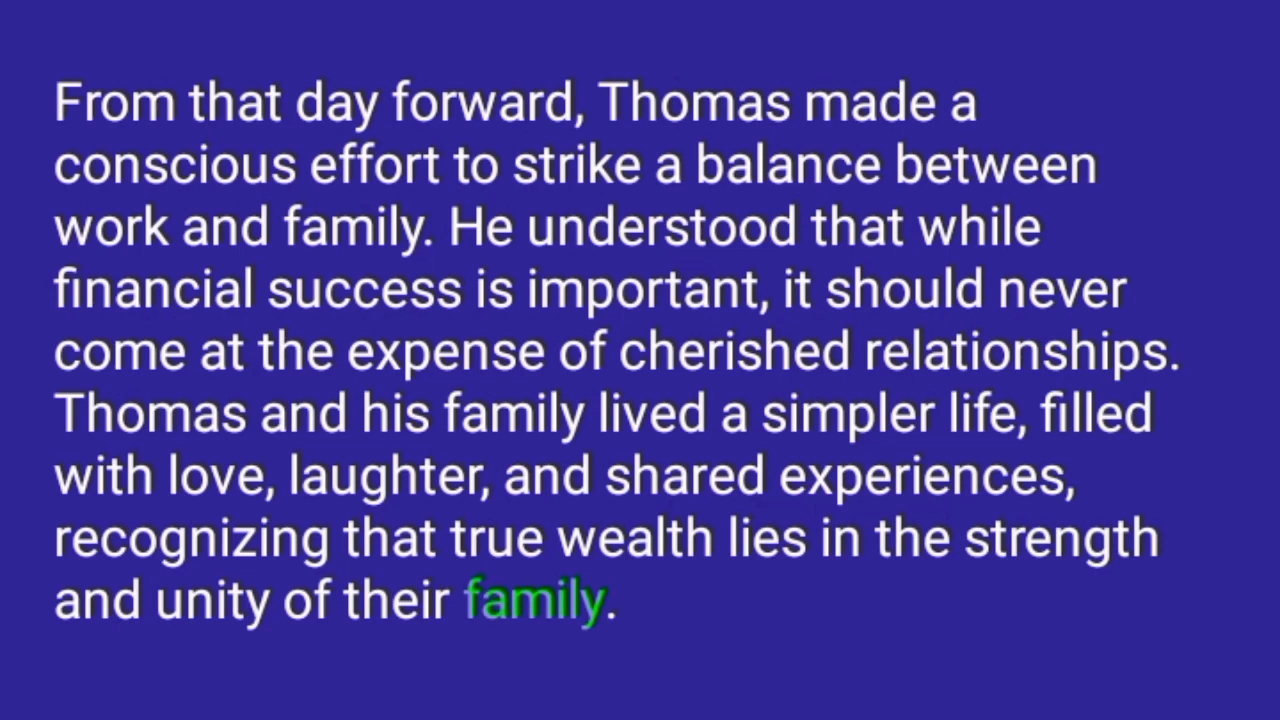 From that day forward, Thomas made a
conscious effort to strike a balance between
work and family. He understood that while
financial success is important, it should never
come at the expense of cherished relationships.
Thomas and his family lived a simpler life, filled
with love, laughter, and shared experiences,
recognizing that true wealth lies in the strength
and unity of their family.